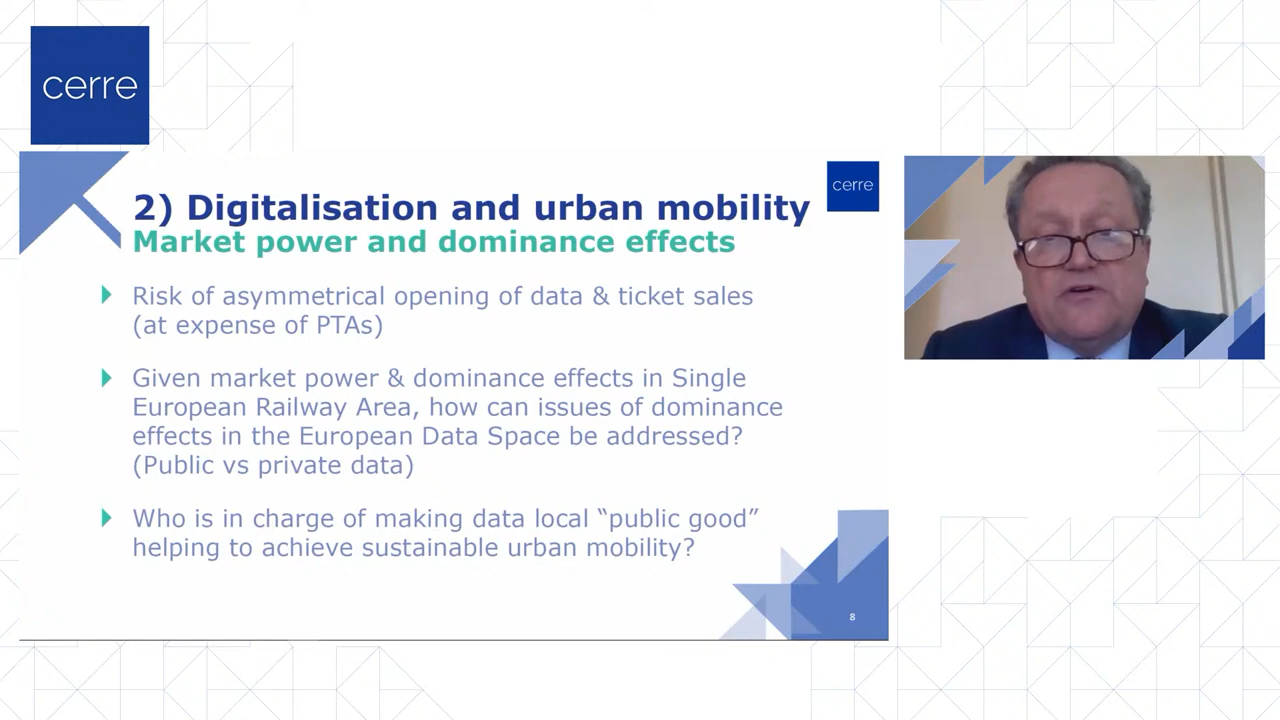 cerre
cerre
2) Digitalisation and urban mobility
Market power and dominance effects
Risk of asymmetrical opening of data & ticket sales
(at expense of PTAs)
Given market power & dominance effects in Single
European Railway Area, how can issues of dominance
effects in the European Data Space be addressed?
(Public vs private data)
Who is in charge of making data local “public good”
helping to achieve sustainable urban mobility?
8